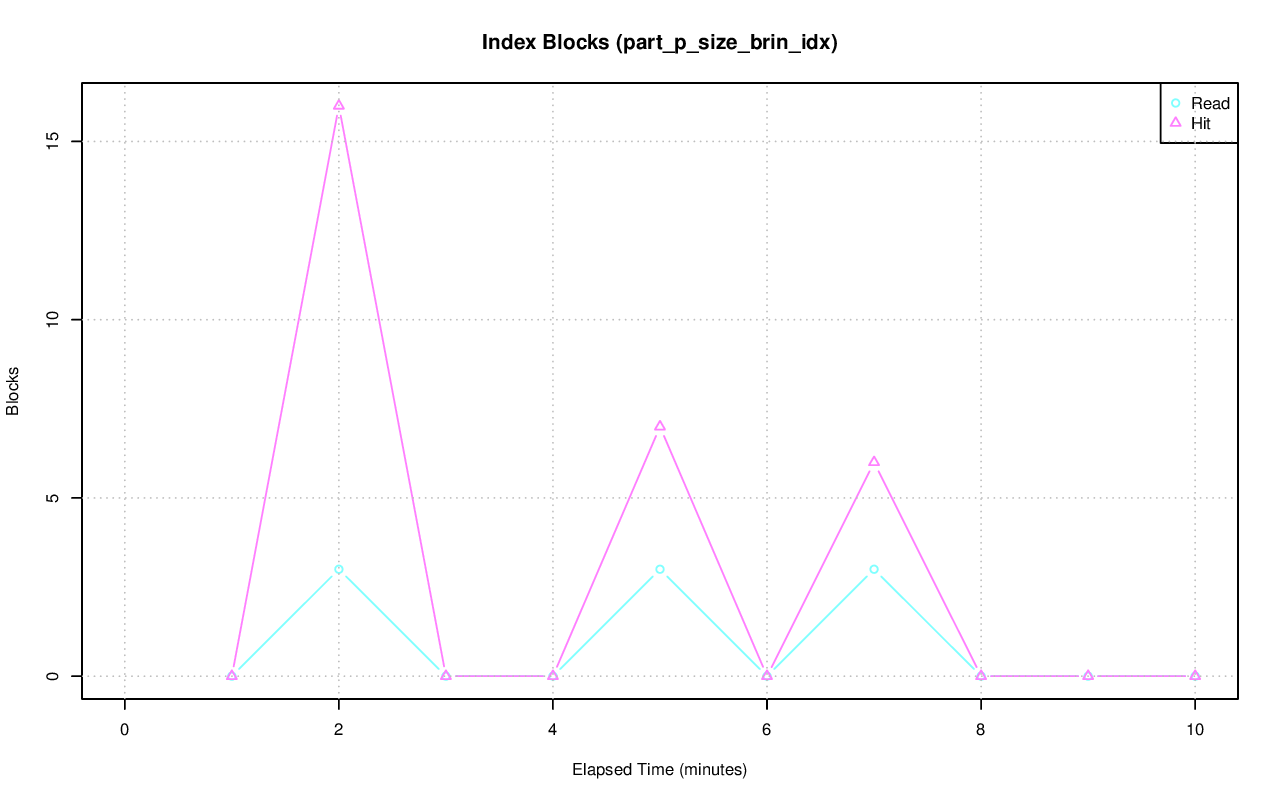 Index Blocks (part_p_size_brin_idx)
Read
Hit
15
10
5
0
Blocks
0 2 4 6 8 10
Elapsed Time (minutes)